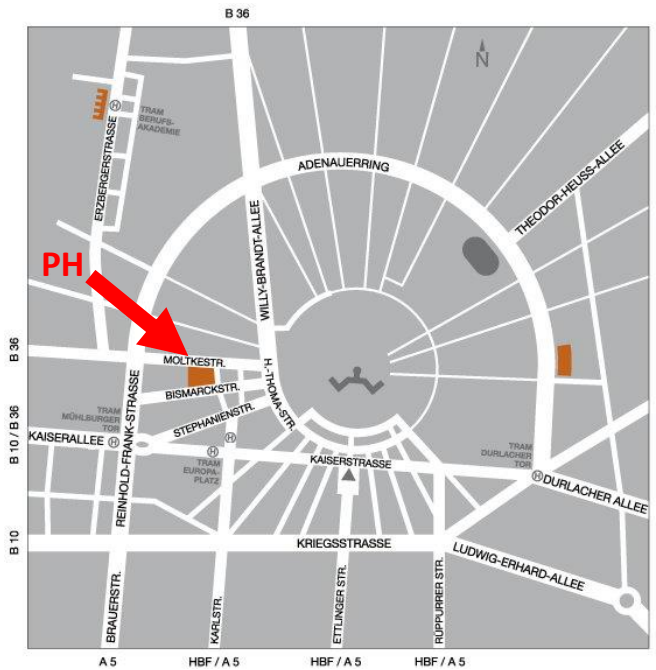 B 36
N
TRAM
BERUFS-
AKADEMIE
ERZBERGERSTRASSE
ADENAUERRING
THEODOR-HEUSS-ALLEE
WILLY-BRANDT-ALLEE
PH
B 36
MOLTKESTR.
H.-THOMA-STR.
BISMARCKSTR.
REINHOLD-FRANK-STRASSE
STEPHANIENSTR.
TRAM
MÜHLBURGER
TOR
B 10 / B 36
KAISERALLEE
H
H
H
H
H
TRAM
EUROPA-
PLATZ
KAISERSTRASSE
TRAM
DURLACHER
TOR
DURLACHER ALLEE
B 10
KRIEGSSTRASSE
LUDWIG-ERHARD-ALLEE
BRAUERSTR.
KARLSTR.
ETTLINGER STR.
RÜPPURRER STR.
A 5
HBF / A 5
HBF / A 5
HBF / A 5